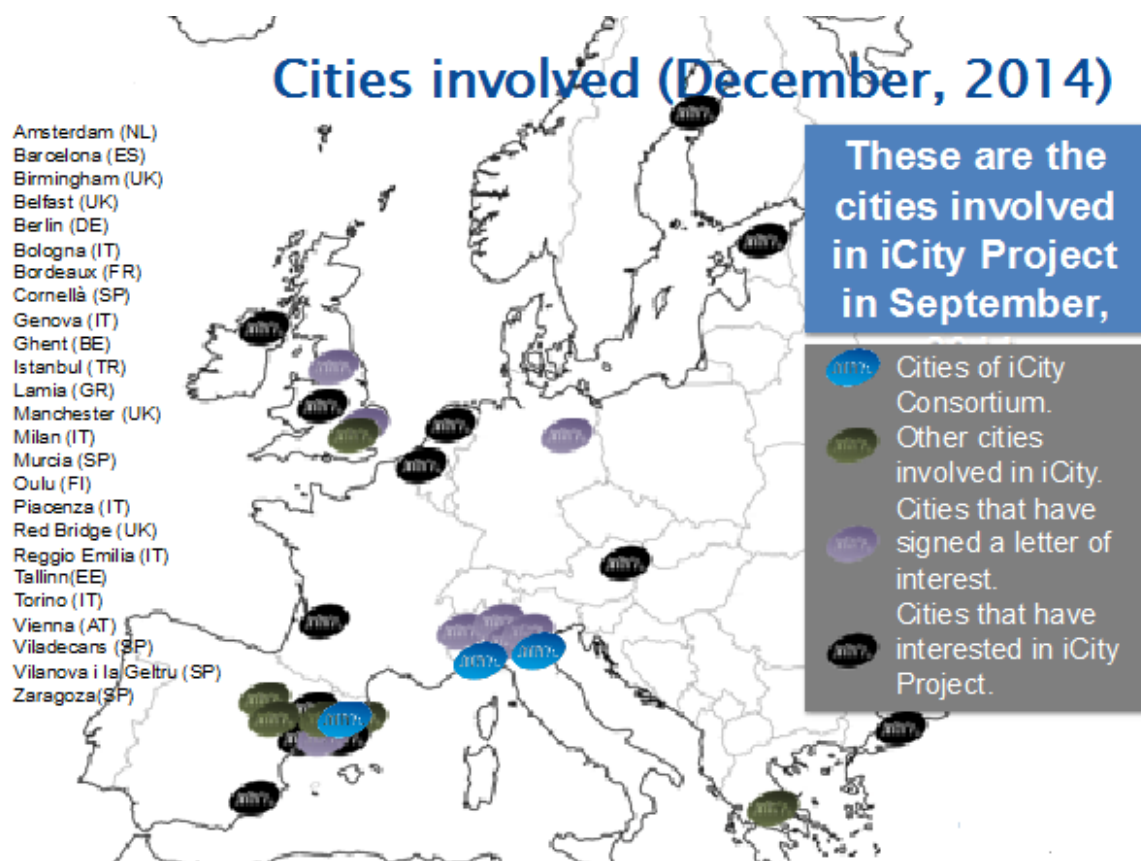 Cities involved (December, 2014)
Amsterdam (NL)
Barcelona (ES)
Birmingham (UK)
Belfast (UK)
Berlin (DE)
Bologna (IT)
Bordeaux (FR)
Cornellà (SP)
Genova (IT)
Ghent (BE)
Istanbul (TR)
Lamia (GR)
Manchester (UK)
Milan (IT)
Murcia (SP)
Oulu (FI)
Piacenza (IT)
Red Bridge (UK)
Reggio Emilia (IT)
Tallinn(EE)
Torino (IT)
Vienna (AT)
Viladecans (SP)
Vilanova i la Geltru (SP)
Zaragoza(SP)
These are the
cities involved
in iCity Project
in September,
Cities of iCity
Consortium.
Other cities
involved in iCity.
Cities that have
signed a letter of
interest.
Cities that have
interested in iCity
Project.